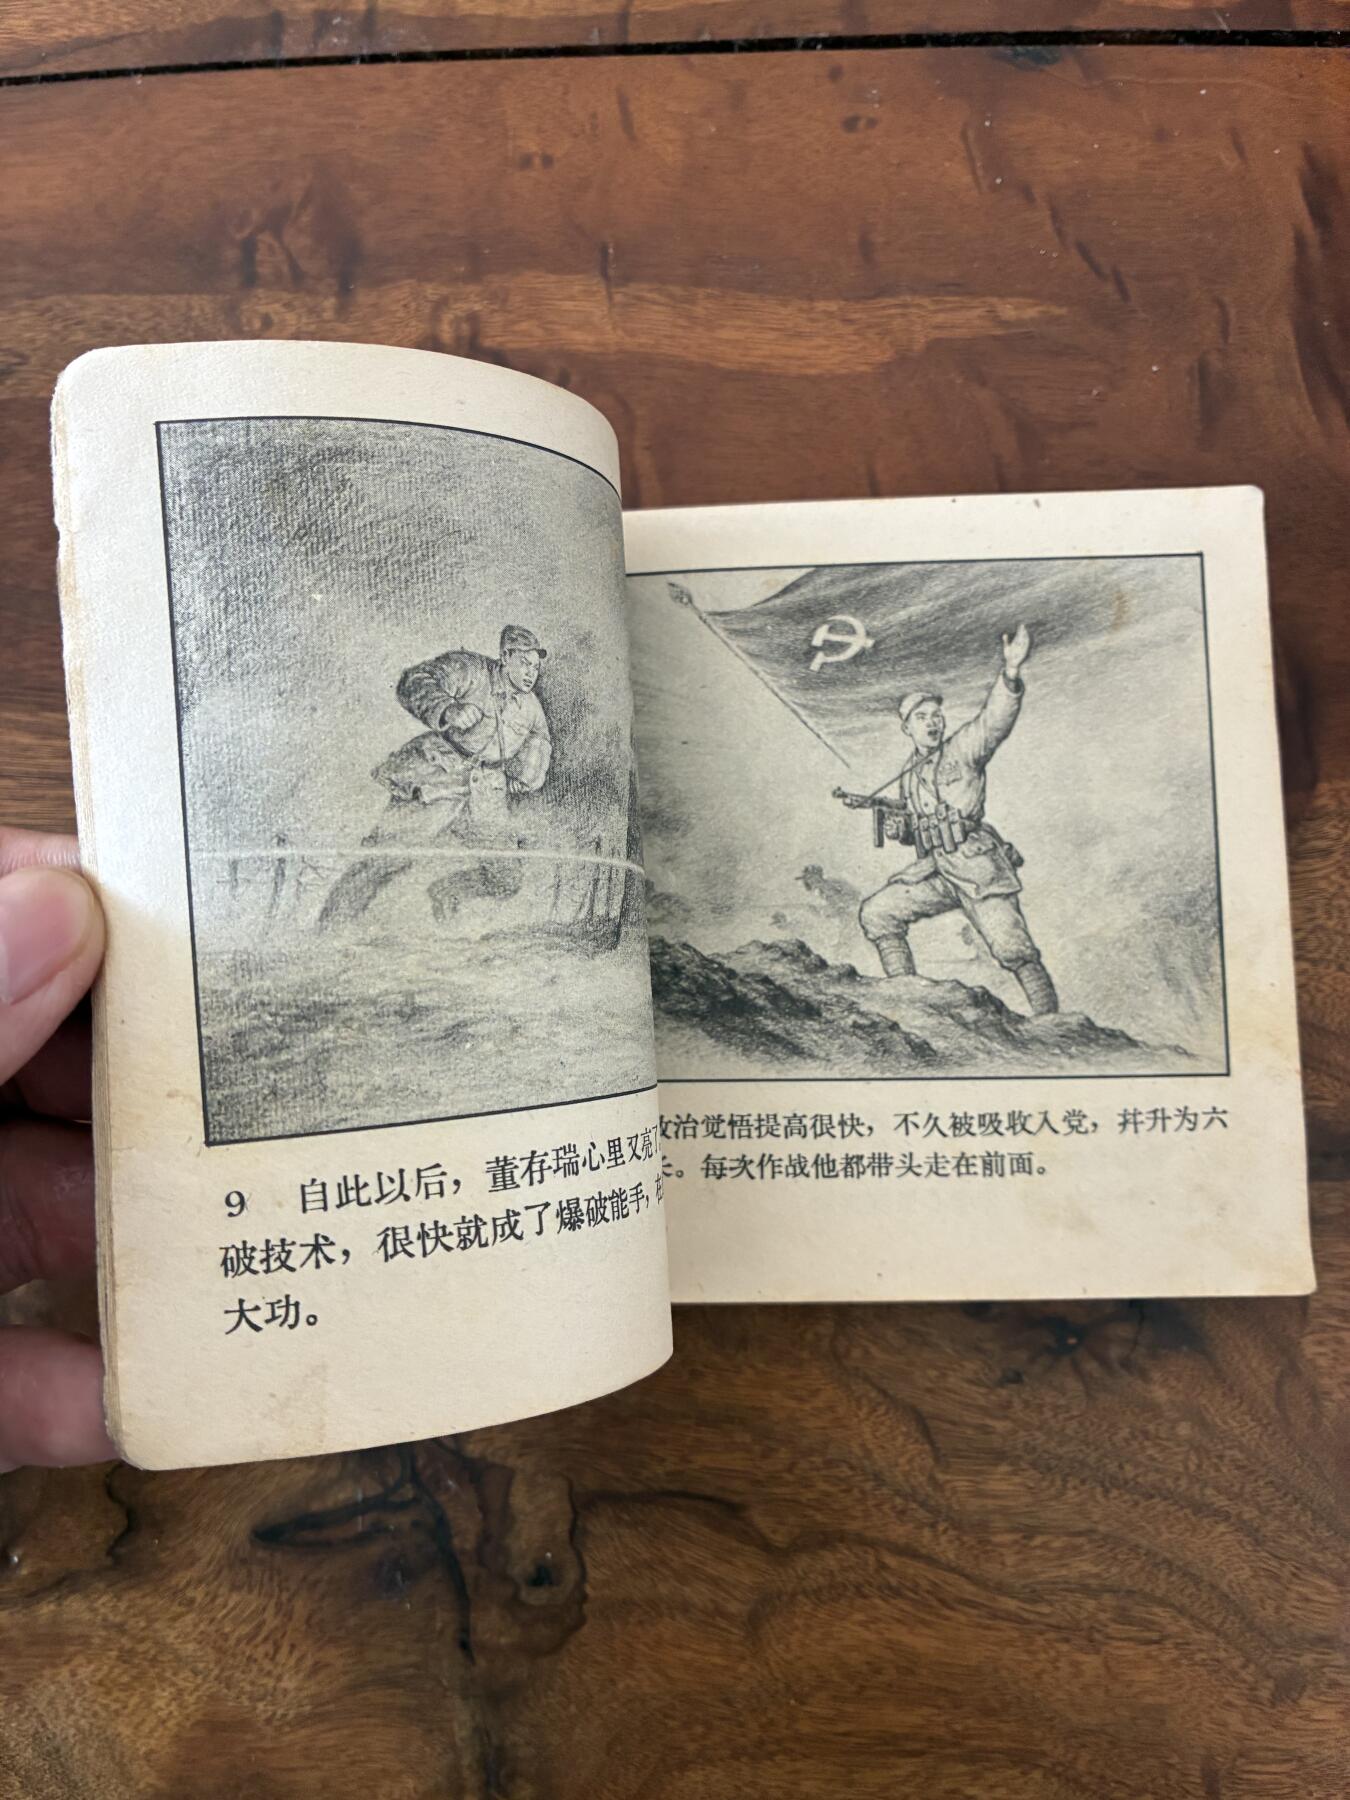 9 自此以后，董存瑞心里又亮了
破技术，很快就成了爆破能手，
大功。
政治觉悟提高很快，不久被吸收入党，并升为六
。每次作战他都带头走在前面。